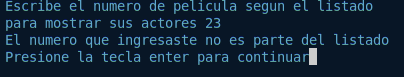 Escribe el numero de pelicula segun el listado
para mostrar sus actores 23
El numero que ingresaste no es parte del listado
Presione la tecla enter para continuar